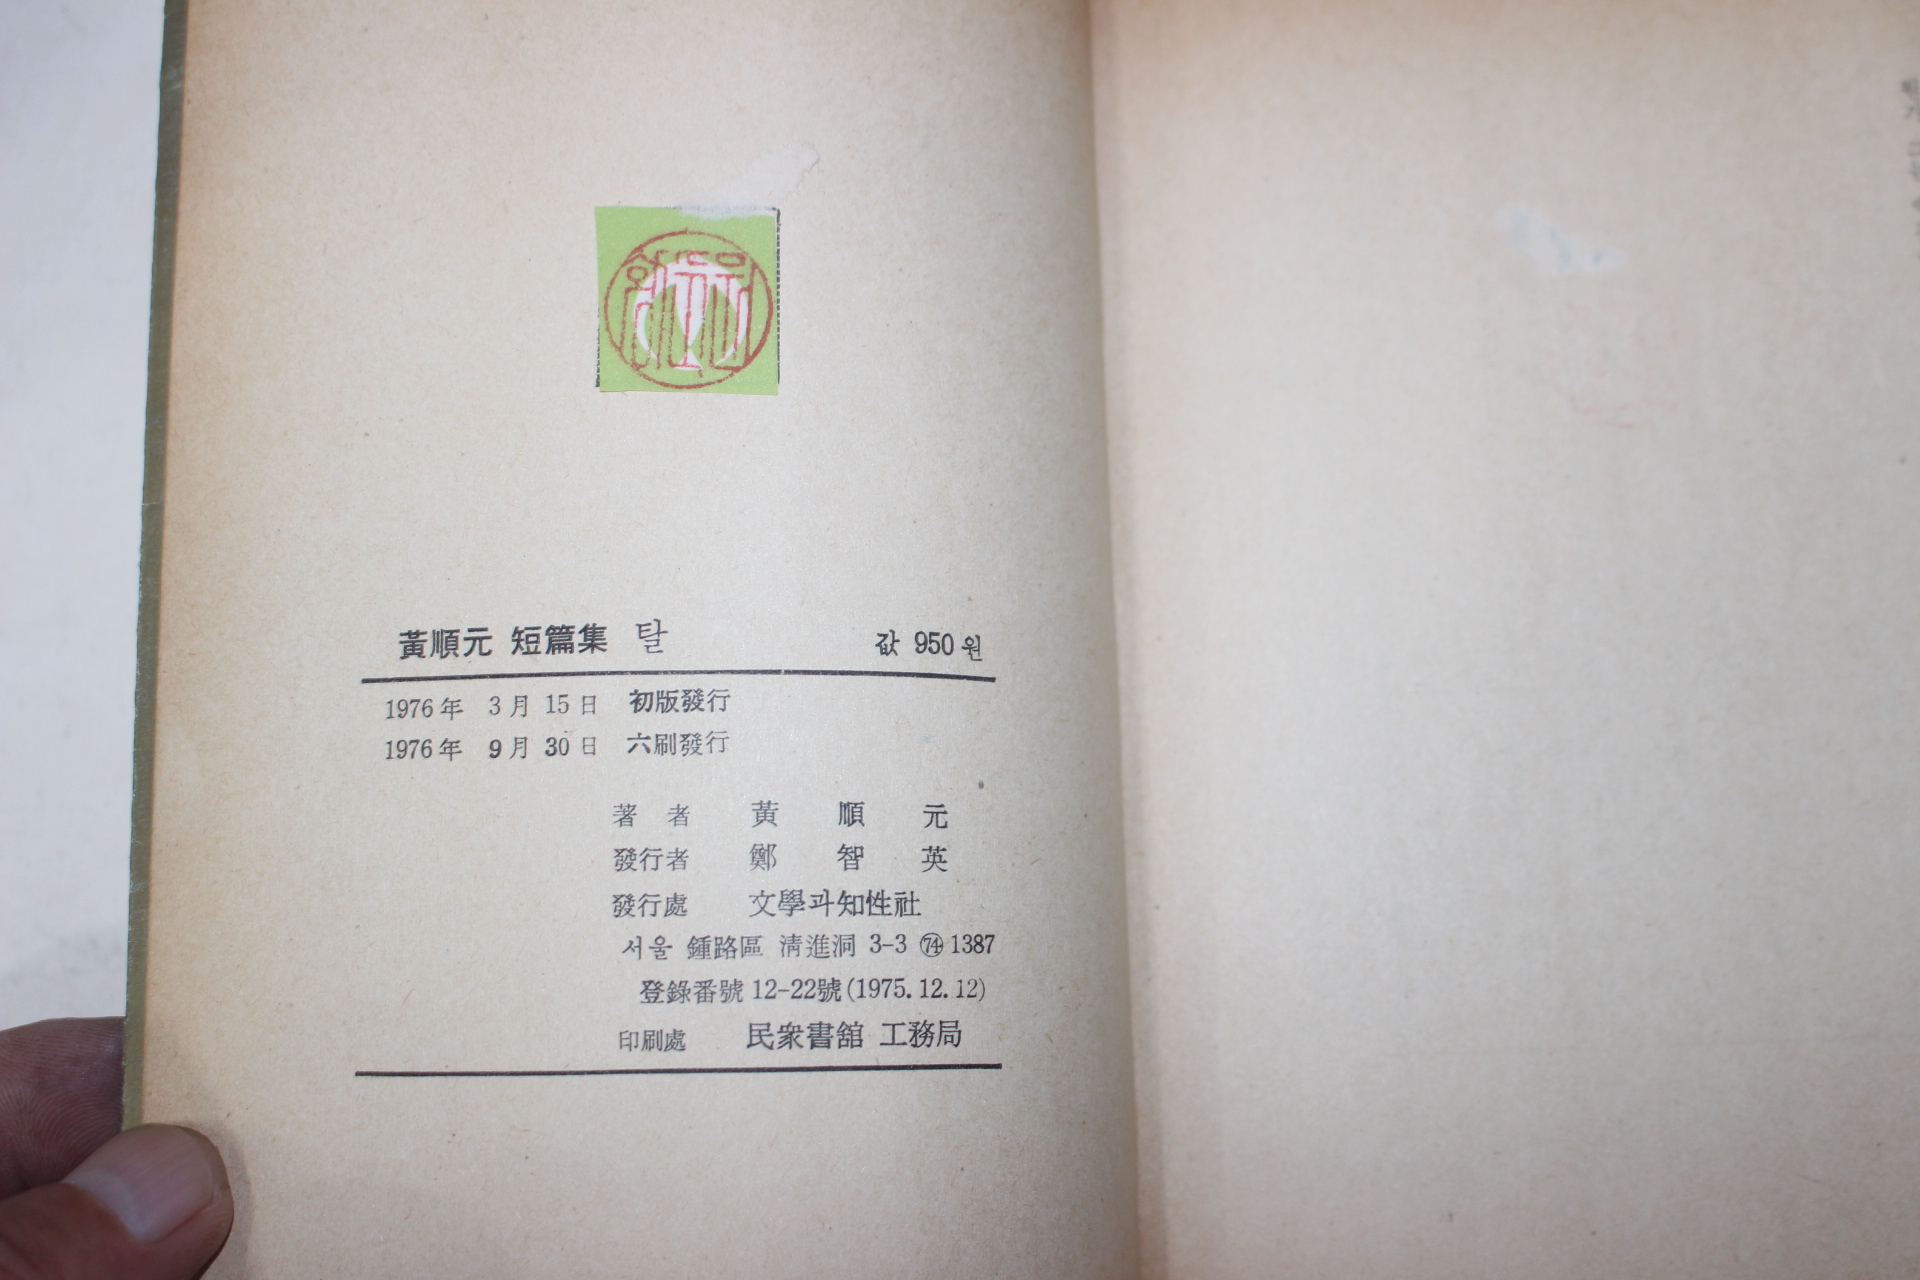 黃順元 短篇集 탈 값 950원
1976年 3月 15日 初版發行
1976年 9月 30日 六刷發行
著者 黃順元
發行者 鄭智英
發行處 文學과知性社
서울 鍾路區 淸進洞 3-3 ㊹1387
登錄番號 12-22號(1975.12.12)
印刷處 民衆書舘 工務局